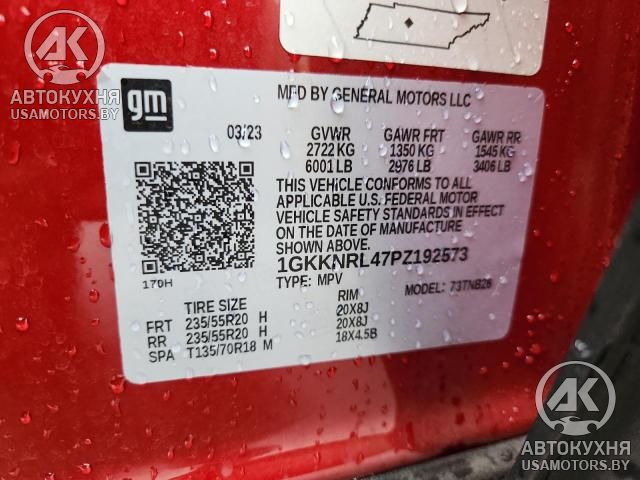 АВТОКУХНЯ
USAMOTORS.BY/
gm
MFD BY GENERAL MOTORS LLC
03/23 GVWR GAWR FRT GAWR RR
2722 KG 1350 KG 1545 KG
6001 LB 2976 LB 3406 LB
THIS VEHICLE CONFORMS TO ALL
APPLICABLE U.S. FEDERAL MOTOR
VEHICLE SAFETY STANDARDS IN EFFECT
ON THE DATE OF MANUFACTURE
SHOWN ABOVE.
1GKKNRL47PZ192573
170H TYPE: MPV MODEL: 73TNB26
TIRE SIZE RIM
FRT 235/55R20 H 20X8J
RR 235/55R20 H 20X8J
SPA T135/70R18 M 18X4.5B
АВТОКУХНЯ
USAMOTORS.BY/